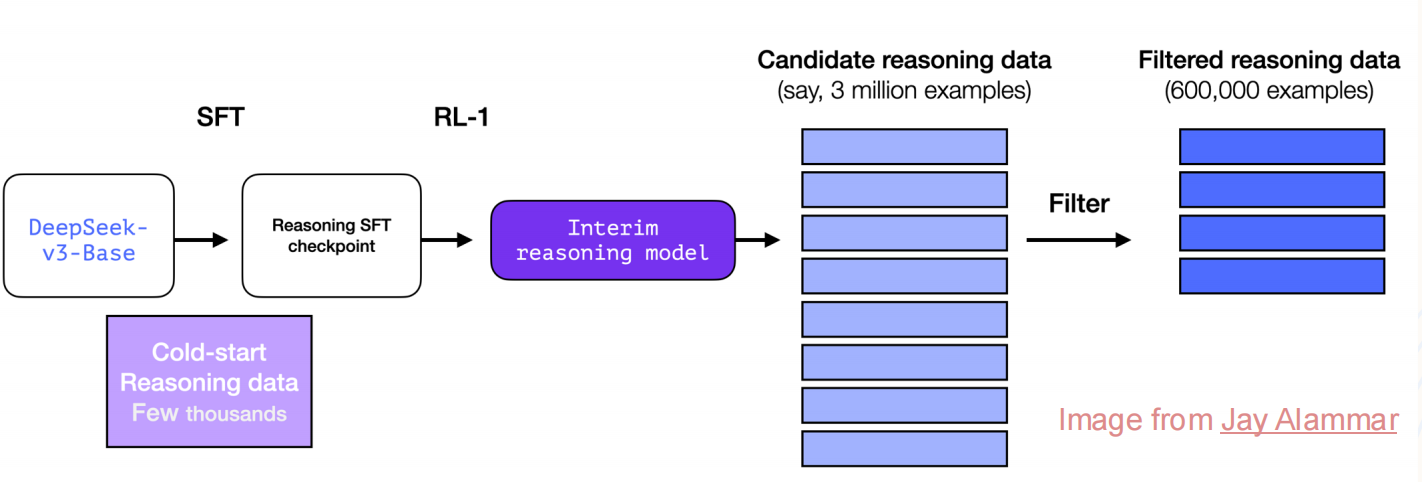 Candidate reasoning data
(say, 3 million examples)
Filtered reasoning data
(600,000 examples)
SFT
RL-1
DeepSeek-
v3-Base
Reasoning SFT
checkpoint
Interim
reasoning model
Filter
Cold-start
Reasoning data
Few thousands
Image from Jay Alammar